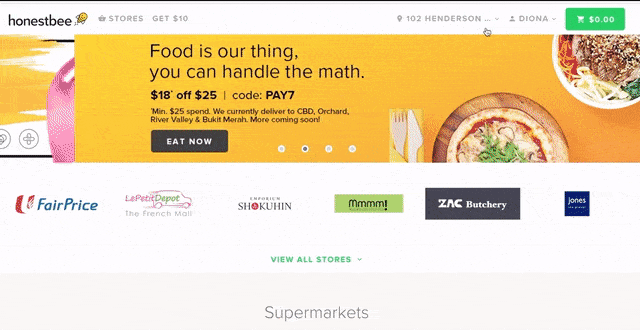 honestbee
STORES GET $10 102 HENDERSON ... DIONA $0.00
Food is our thing,
you can handle the math.
$18* off $25 | code: PAY7
*Min. $25 spend. We currently deliver to CBD, Orchard,
River Valley & Bukit Merah. More coming soon!
EAT NOW
FairPrice
LePetitDepot
The French Mall
EMPORIUM
SHOKUHIN
Mmmm!
ZAC Butchery
jones
VIEW ALL STORES
Supermarkets